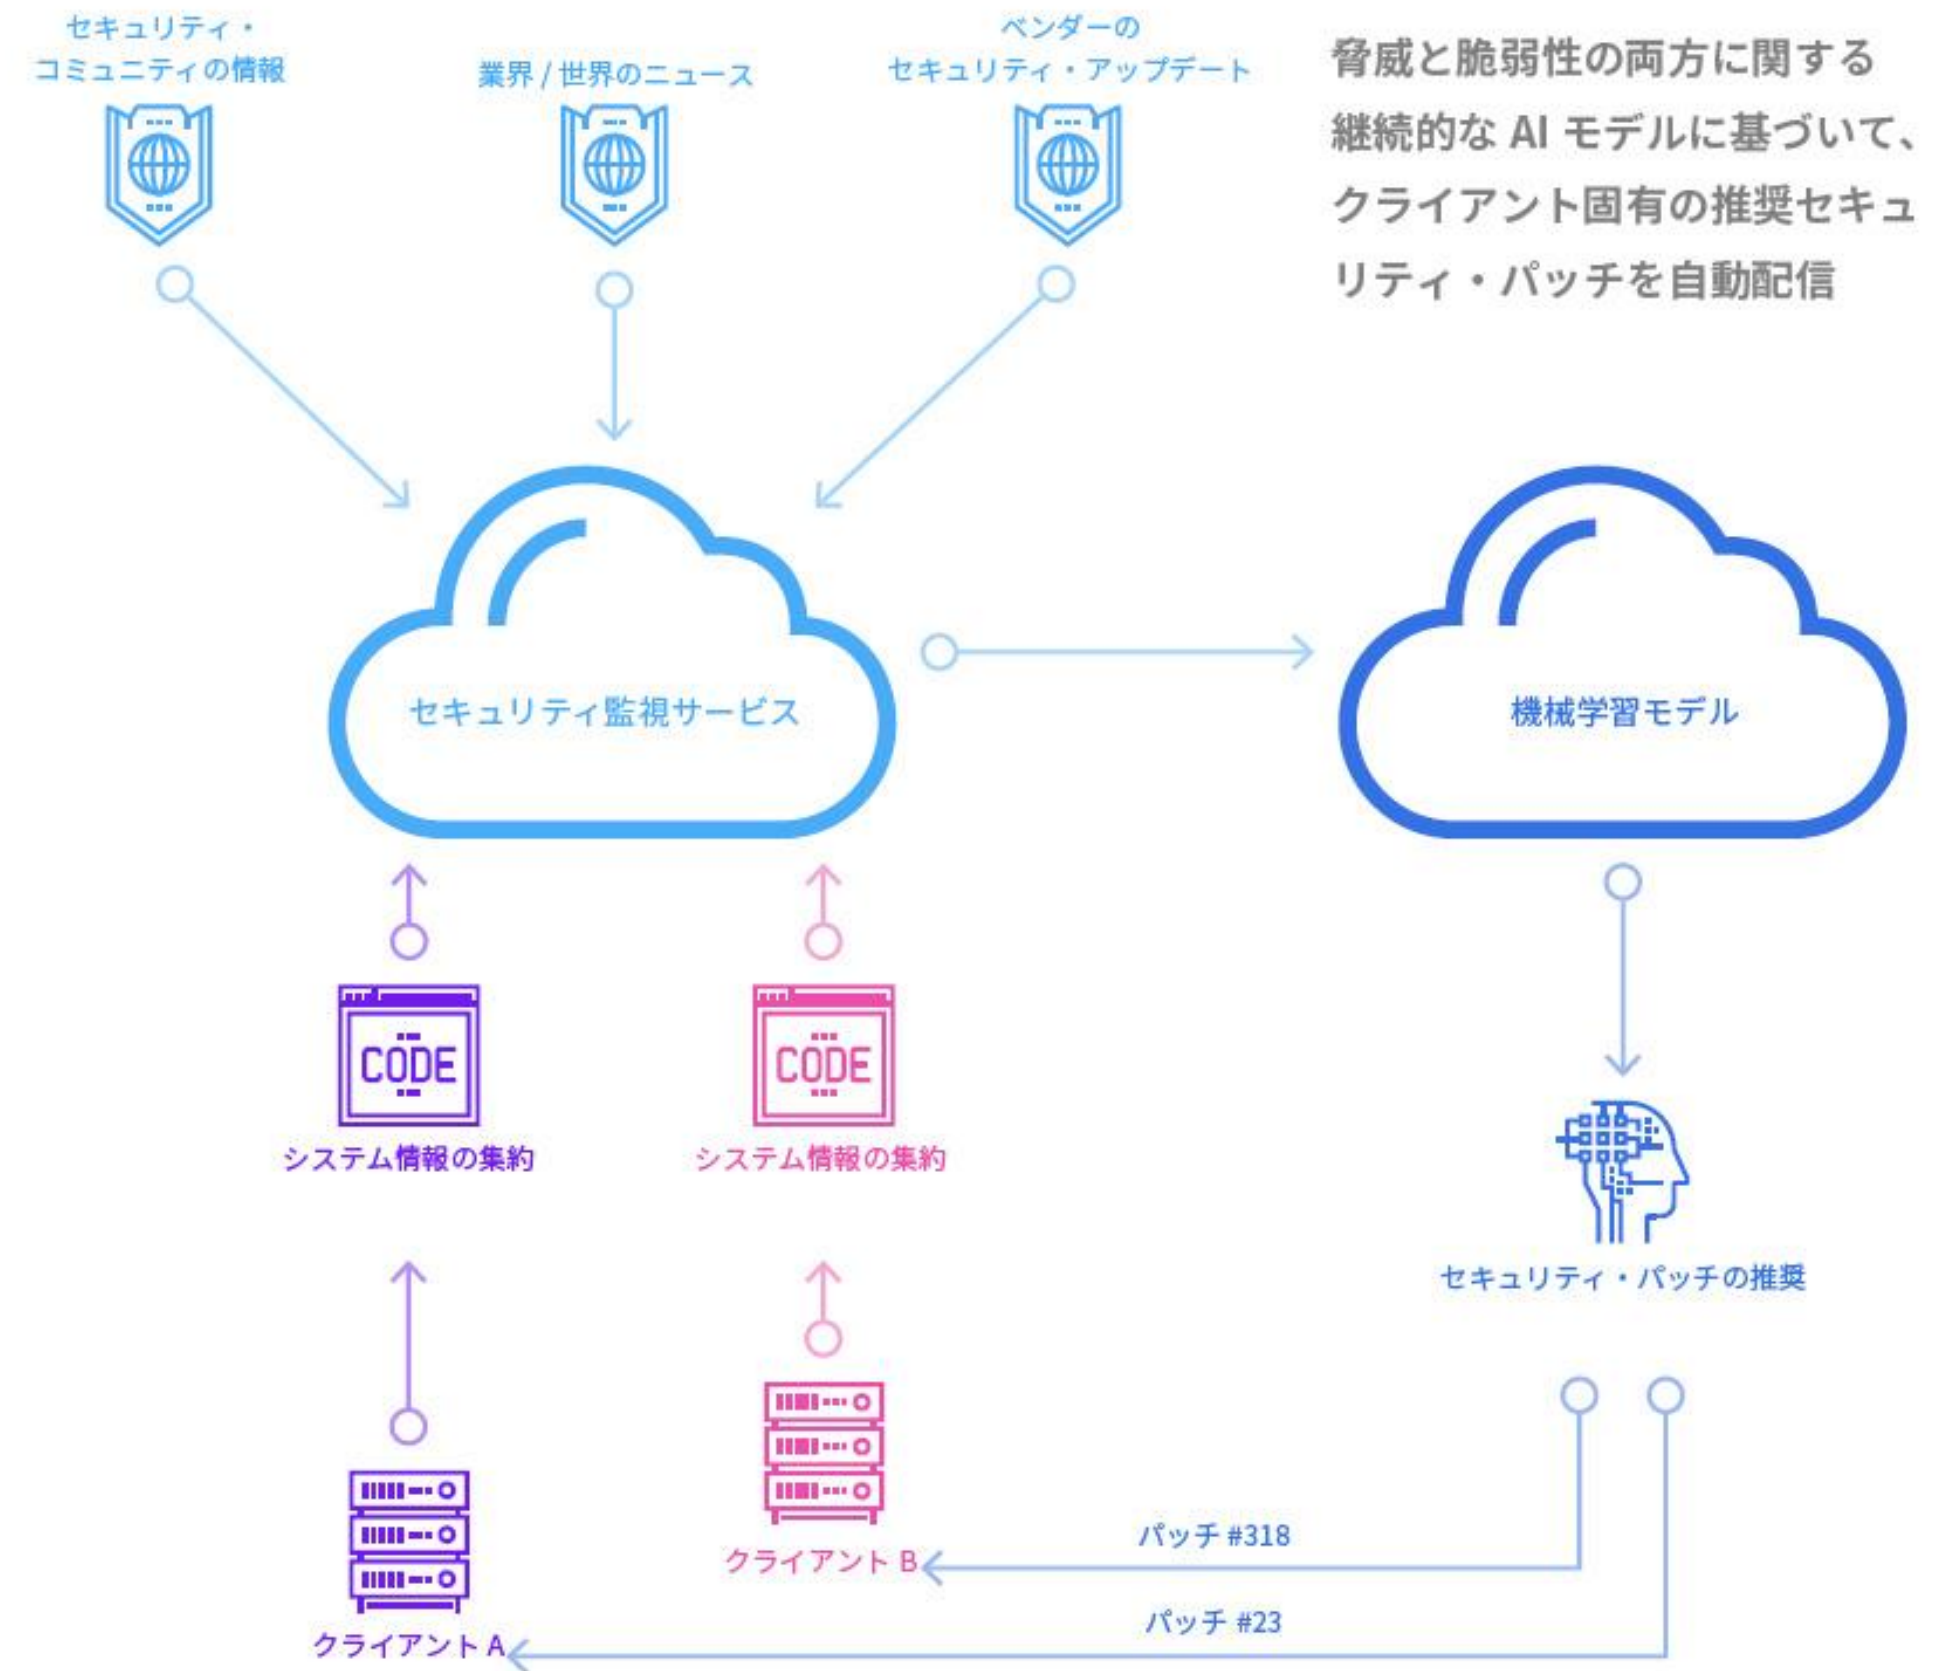 セキュリティ・
コミュニティの情報
業界 / 世界のニュース
ベンダーの
セキュリティ・アップデート
脅威と脆弱性の両方に関する
継続的な AI モデルに基づいて、
クライアント固有の推奨セキュ
リティ・パッチを自動配信
セキュリティ監視サービス
機械学習モデル
CODE
CODE
システム情報の集約
システム情報の集約
セキュリティ・パッチの推奨
パッチ #318
クライアント B
パッチ #23
クライアント A